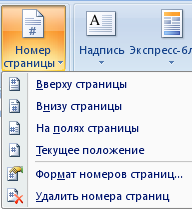 Номер
страницы
Надпись
Экспресс-бл
Вверху страницы
Внизу страницы
На полях страницы
Текущее положение
Формат номеров страниц...
Удалить номера страниц